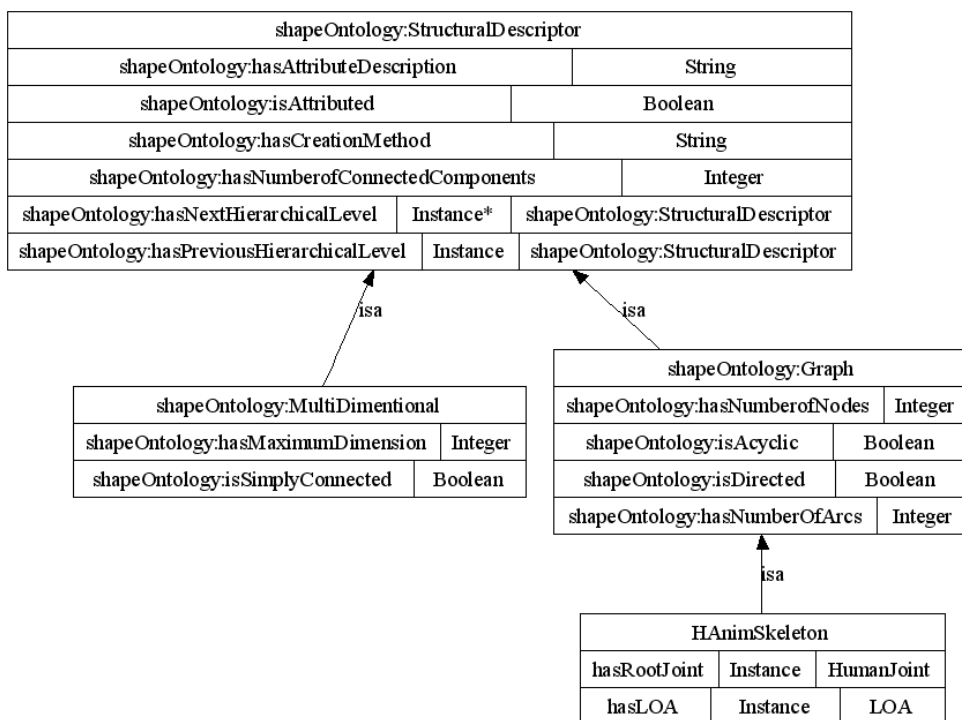 shapeOntology:StructuralDescriptor
shapeOntology:hasAttributeDescription String
shapeOntology:isAttributed Boolean
shapeOntology:hasCreationMethod String
shapeOntology:hasNumberofConnectedComponents Integer
shapeOntology:hasNextHierarchicalLevel Instance* shapeOntology:StructuralDescriptor
shapeOntology:hasPreviousHierarchicalLevel Instance shapeOntology:StructuralDescriptor
isa
isa
shapeOntology:MultiDimentional
shapeOntology:hasMaximumDimension Integer
shapeOntology:isSimplyConnected Boolean
shapeOntology:Graph
shapeOntology:hasNumberofNodes Integer
shapeOntology:isAcyclic Boolean
shapeOntology:isDirected Boolean
shapeOntology:hasNumberOfArcs Integer
isa
HAnimSkeleton
hasRootJoint Instance HumanJoint
hasLOA Instance LOA